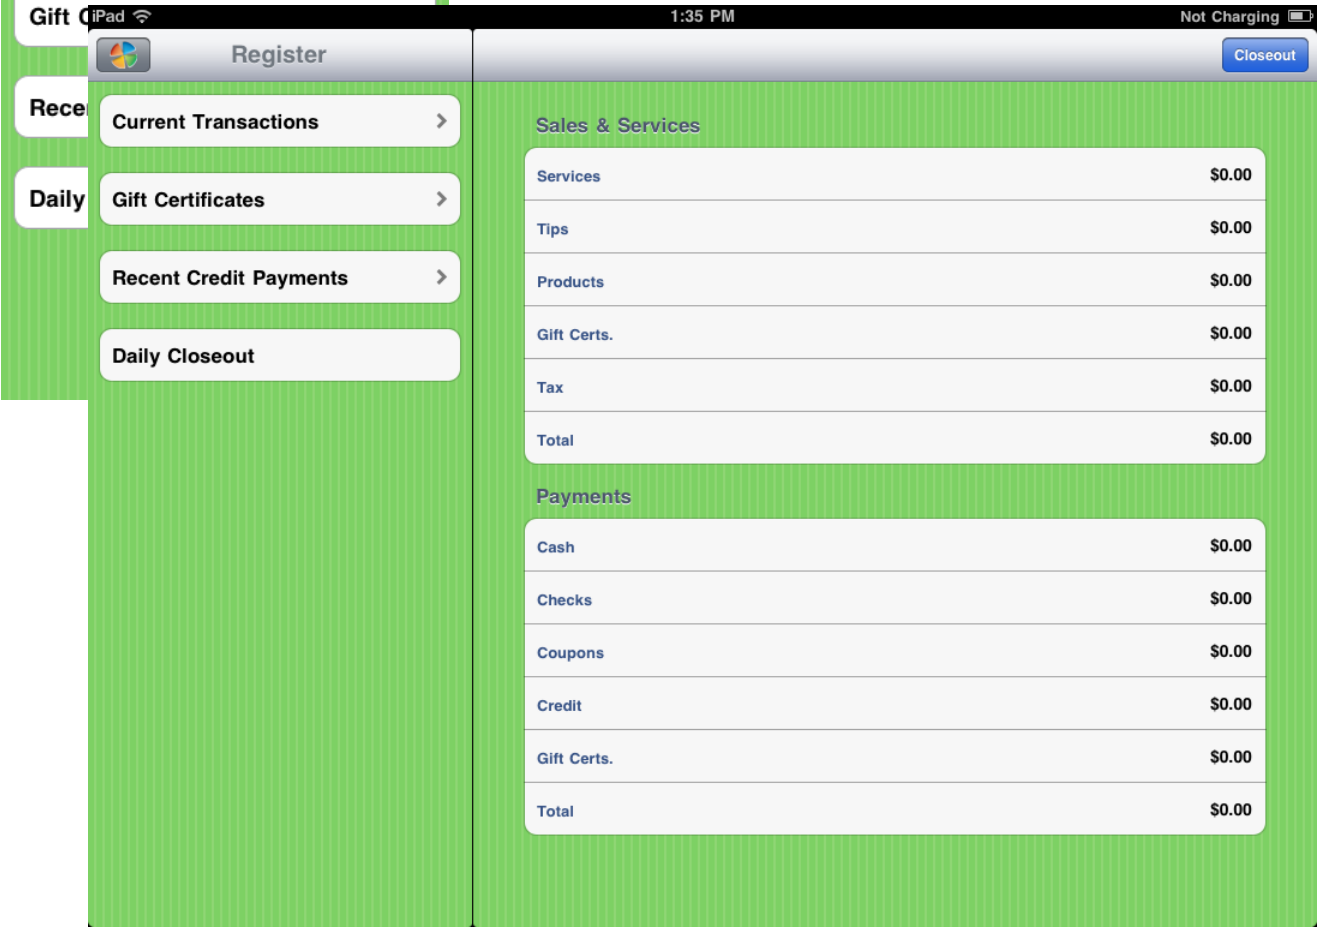 Gift
iPad 1:35 PM Not Charging
Register Closeout
Rece
Daily
Current Transactions
Gift Certificates
Recent Credit Payments
Daily Closeout
Sales & Services
Services $0.00
Tips $0.00
Products $0.00
Gift Certs. $0.00
Tax $0.00
Total $0.00
Payments
Cash $0.00
Checks $0.00
Coupons $0.00
Credit $0.00
Gift Certs. $0.00
Total $0.00